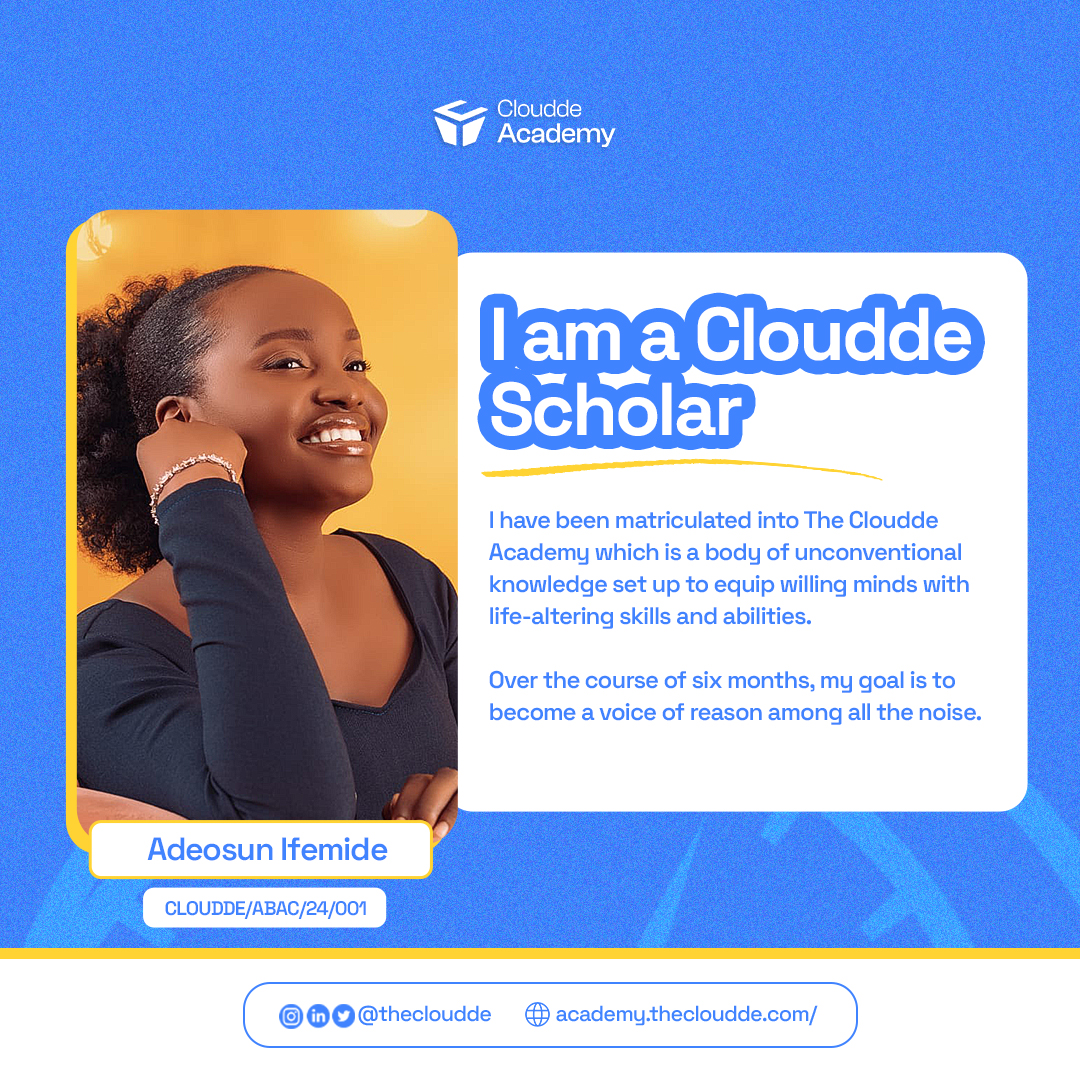 Cloudde
Academy
I am a Cloudde
Scholar
I have been matriculated into The Cloudde
Academy which is a body of unconventional
knowledge set up to equip willing minds with
life-altering skills and abilities.
Over the course of six months, my goal is to
become a voice of reason among all the noise.
Adeosun Ifemide
CLOUDDE/ABAC/24/001
@thecloudde academy.thecloudde.com/